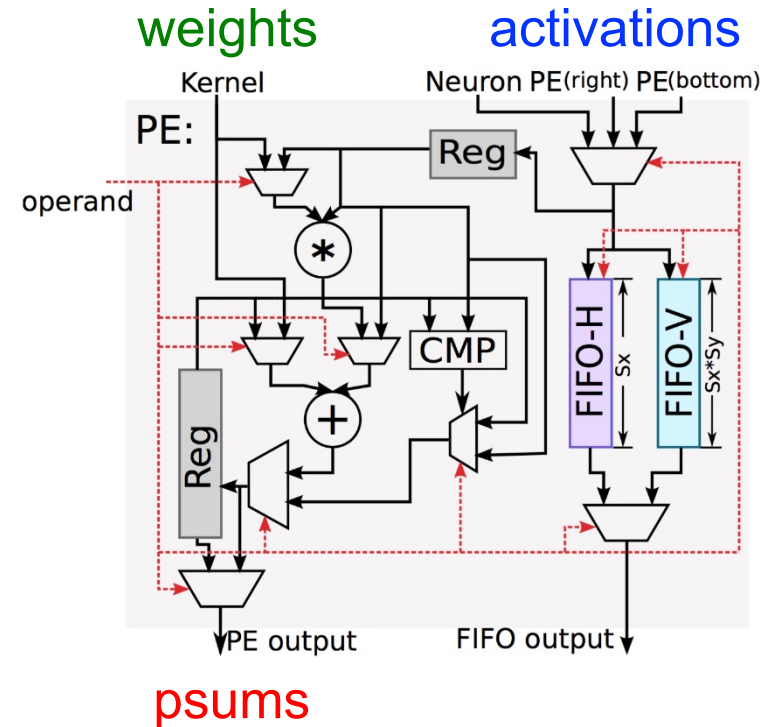 weights
activations
Kernel
Neuron PE(right) PE(bottom)
PE:
Reg
operand
*
CMP
FIFO-H
Sx
FIFO-V
Sx*Sy
+
Reg
PE output
FIFO output
psums